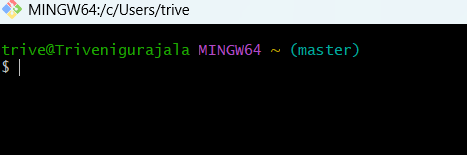 MINGW64:/c/Users/trive
trive@Trivenigurajala MINGW64 ~ (master)
$